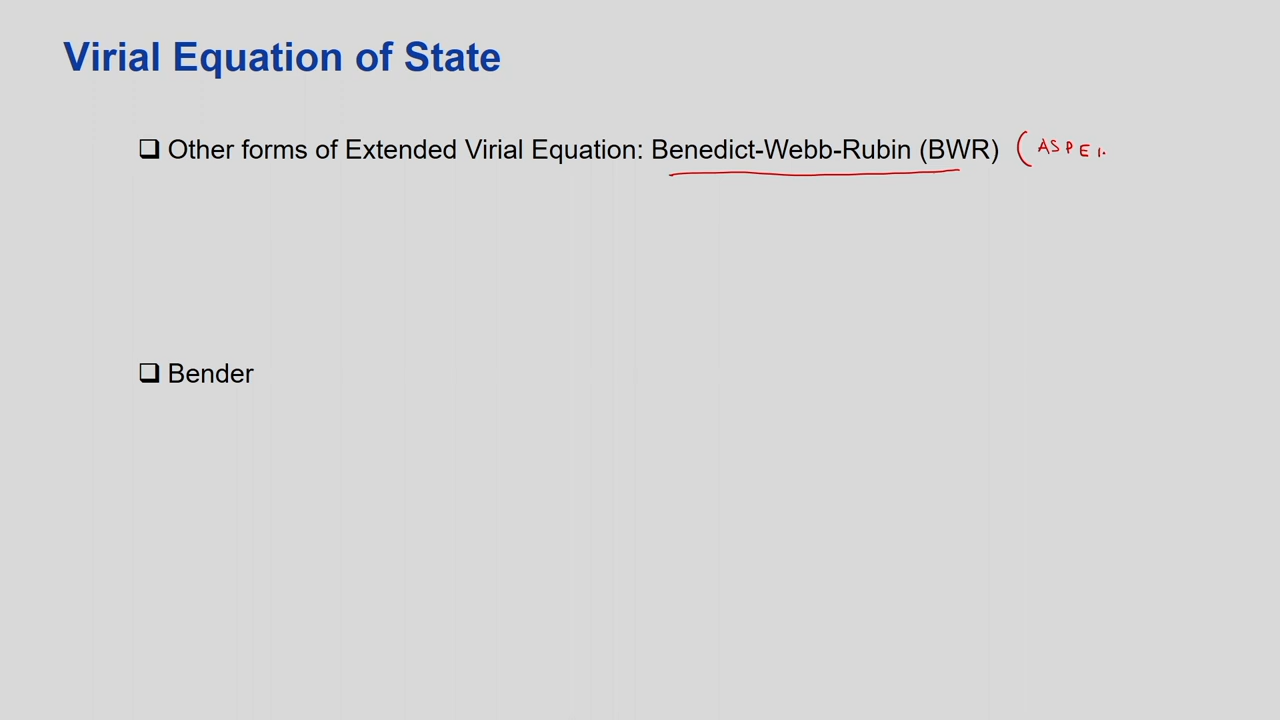 Virial Equation of State
❑ Other forms of Extended Virial Equation: Benedict-Webb-Rubin (BWR) (ASPE
❑ Bender